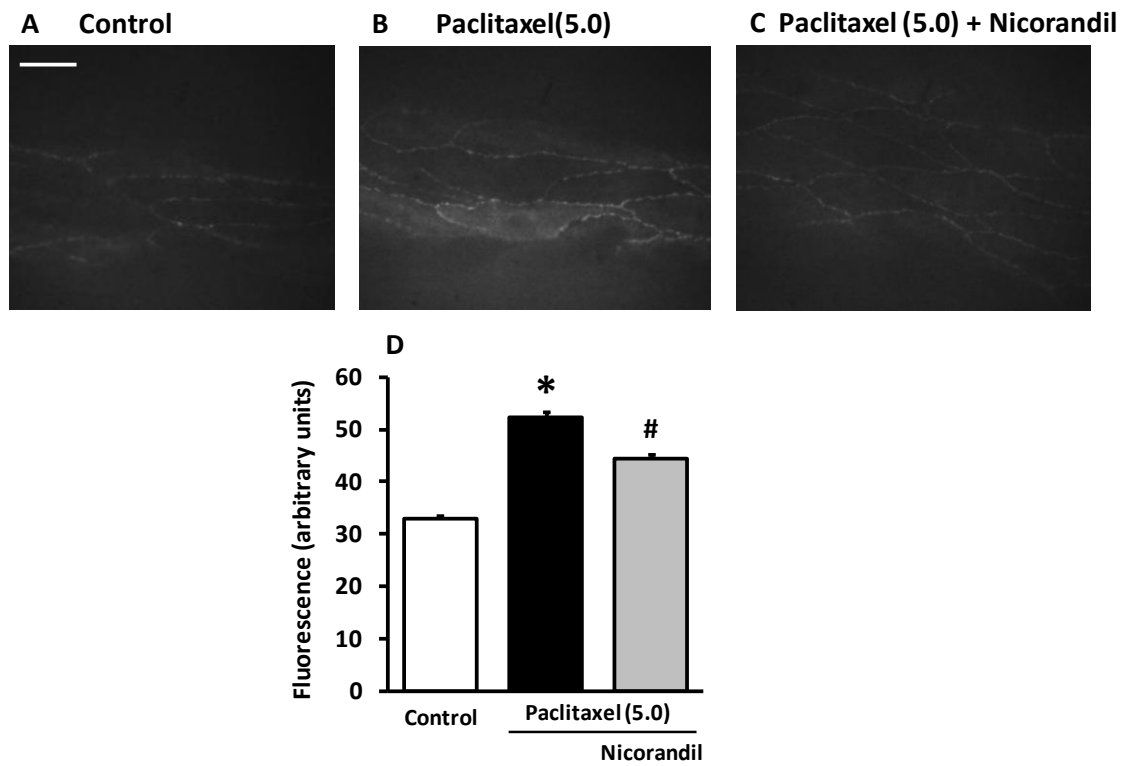 A Control
B Paclitaxel(5.0)
C Paclitaxel (5.0) + Nicorandil
D
Fluorescence (arbitrary units)
60
50
40
30
20
10
0
*
#
Control
Paclitaxel (5.0)
Nicorandil